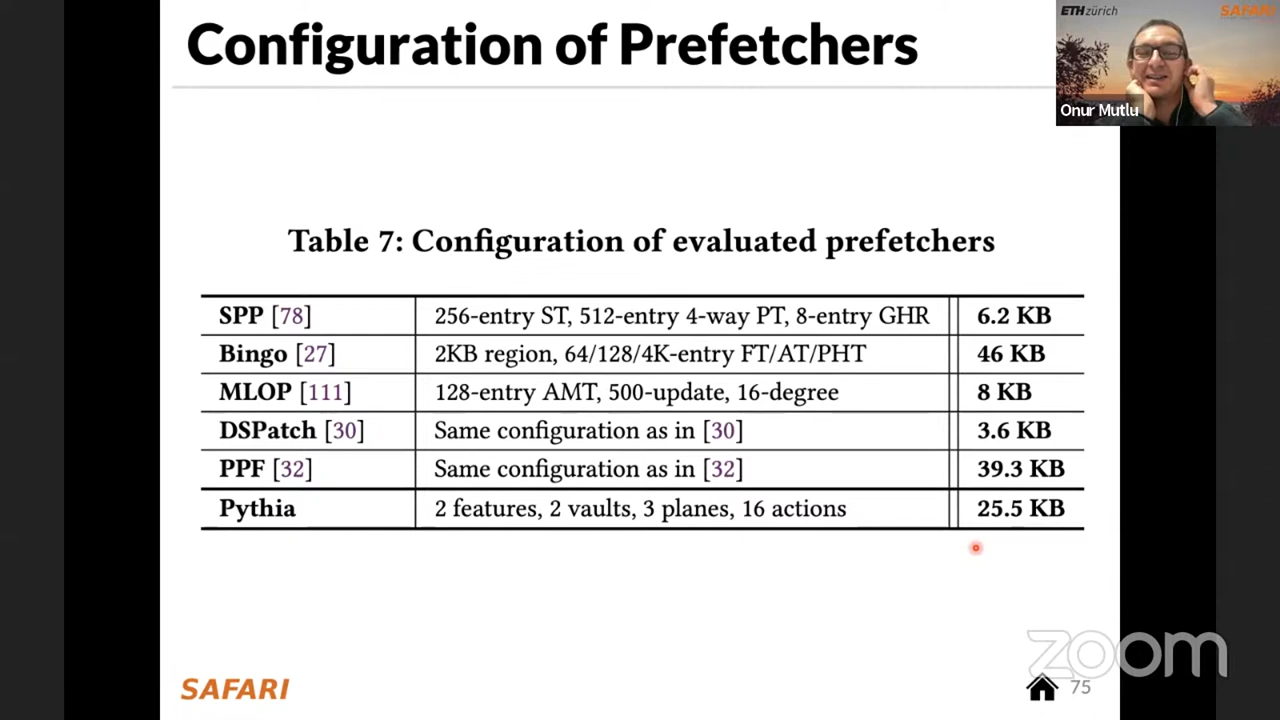 Configuration of Prefetchers
ETH zürich
SAFARI
Onur Mutlu
Table 7: Configuration of evaluated prefetchers
SPP [78] 256-entry ST, 512-entry 4-way PT, 8-entry GHR 6.2 KB
Bingo [27] 2KB region, 64/128/4K-entry FT/AT/PHT 46 KB
MLOP [111] 128-entry AMT, 500-update, 16-degree 8 KB
DSPatch [30] Same configuration as in [30] 3.6 KB
PPF [32] Same configuration as in [32] 39.3 KB
Pythia 2 features, 2 vaults, 3 planes, 16 actions 25.5 KB
zoom
SAFARI
75